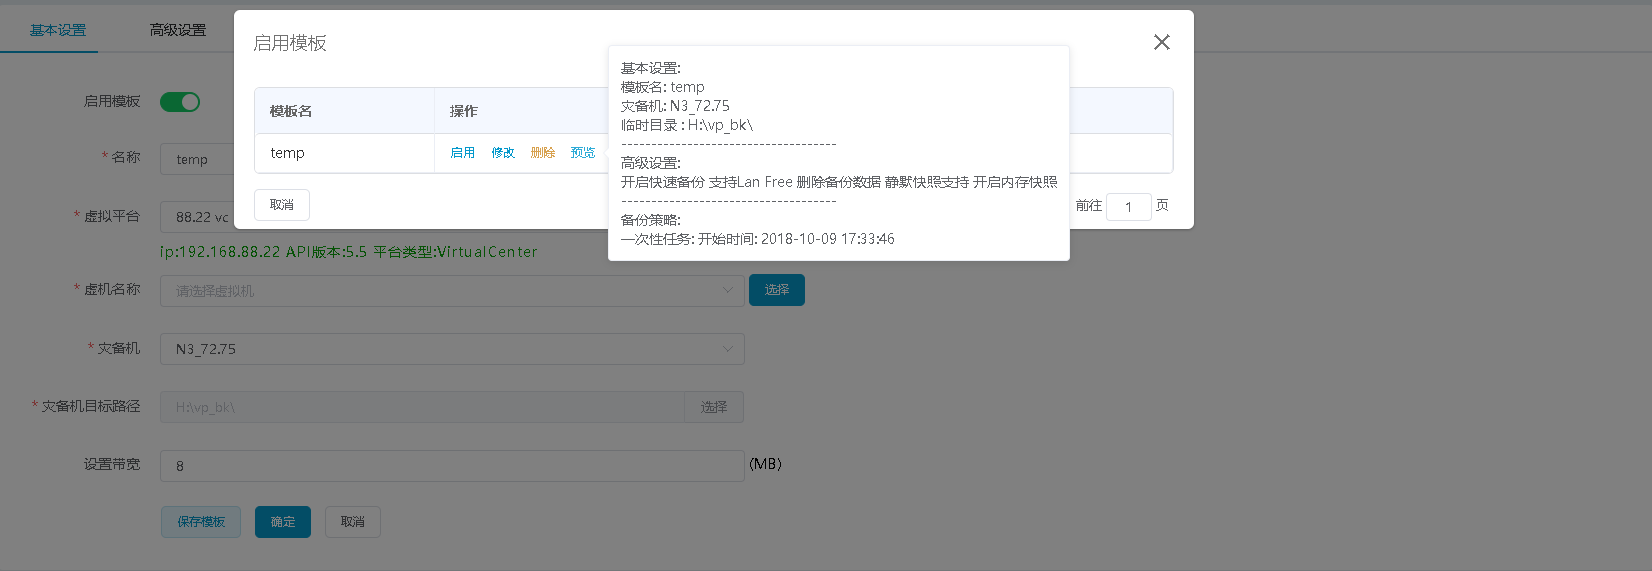 基本设置
高级设置
启用模板
启用模板
* 名称
temp
* 虚拟平台
88.22 vc
ip:192.168.88.22 API版本:5.5 平台类型:VirtualCenter
* 虚机名称
请选择虚拟机
选择
* 灾备机
N3_72.75
* 灾备机目标路径
H:\vp_bk\
选择
设置带宽
8
(MB)
保存模板
确定
取消
模板名
操作
temp
启用
修改
删除
预览
取消
前往
1
页
基本设置:
模板名: temp
灾备机: N3_72.75
临时目录 : H:\vp_bk\
----------------------------------
高级设置:
开启快速备份 支持Lan Free 删除备份数据 静默快照支持 开启内存快照
----------------------------------
备份策略:
一次性任务: 开始时间: 2018-10-09 17:33:46